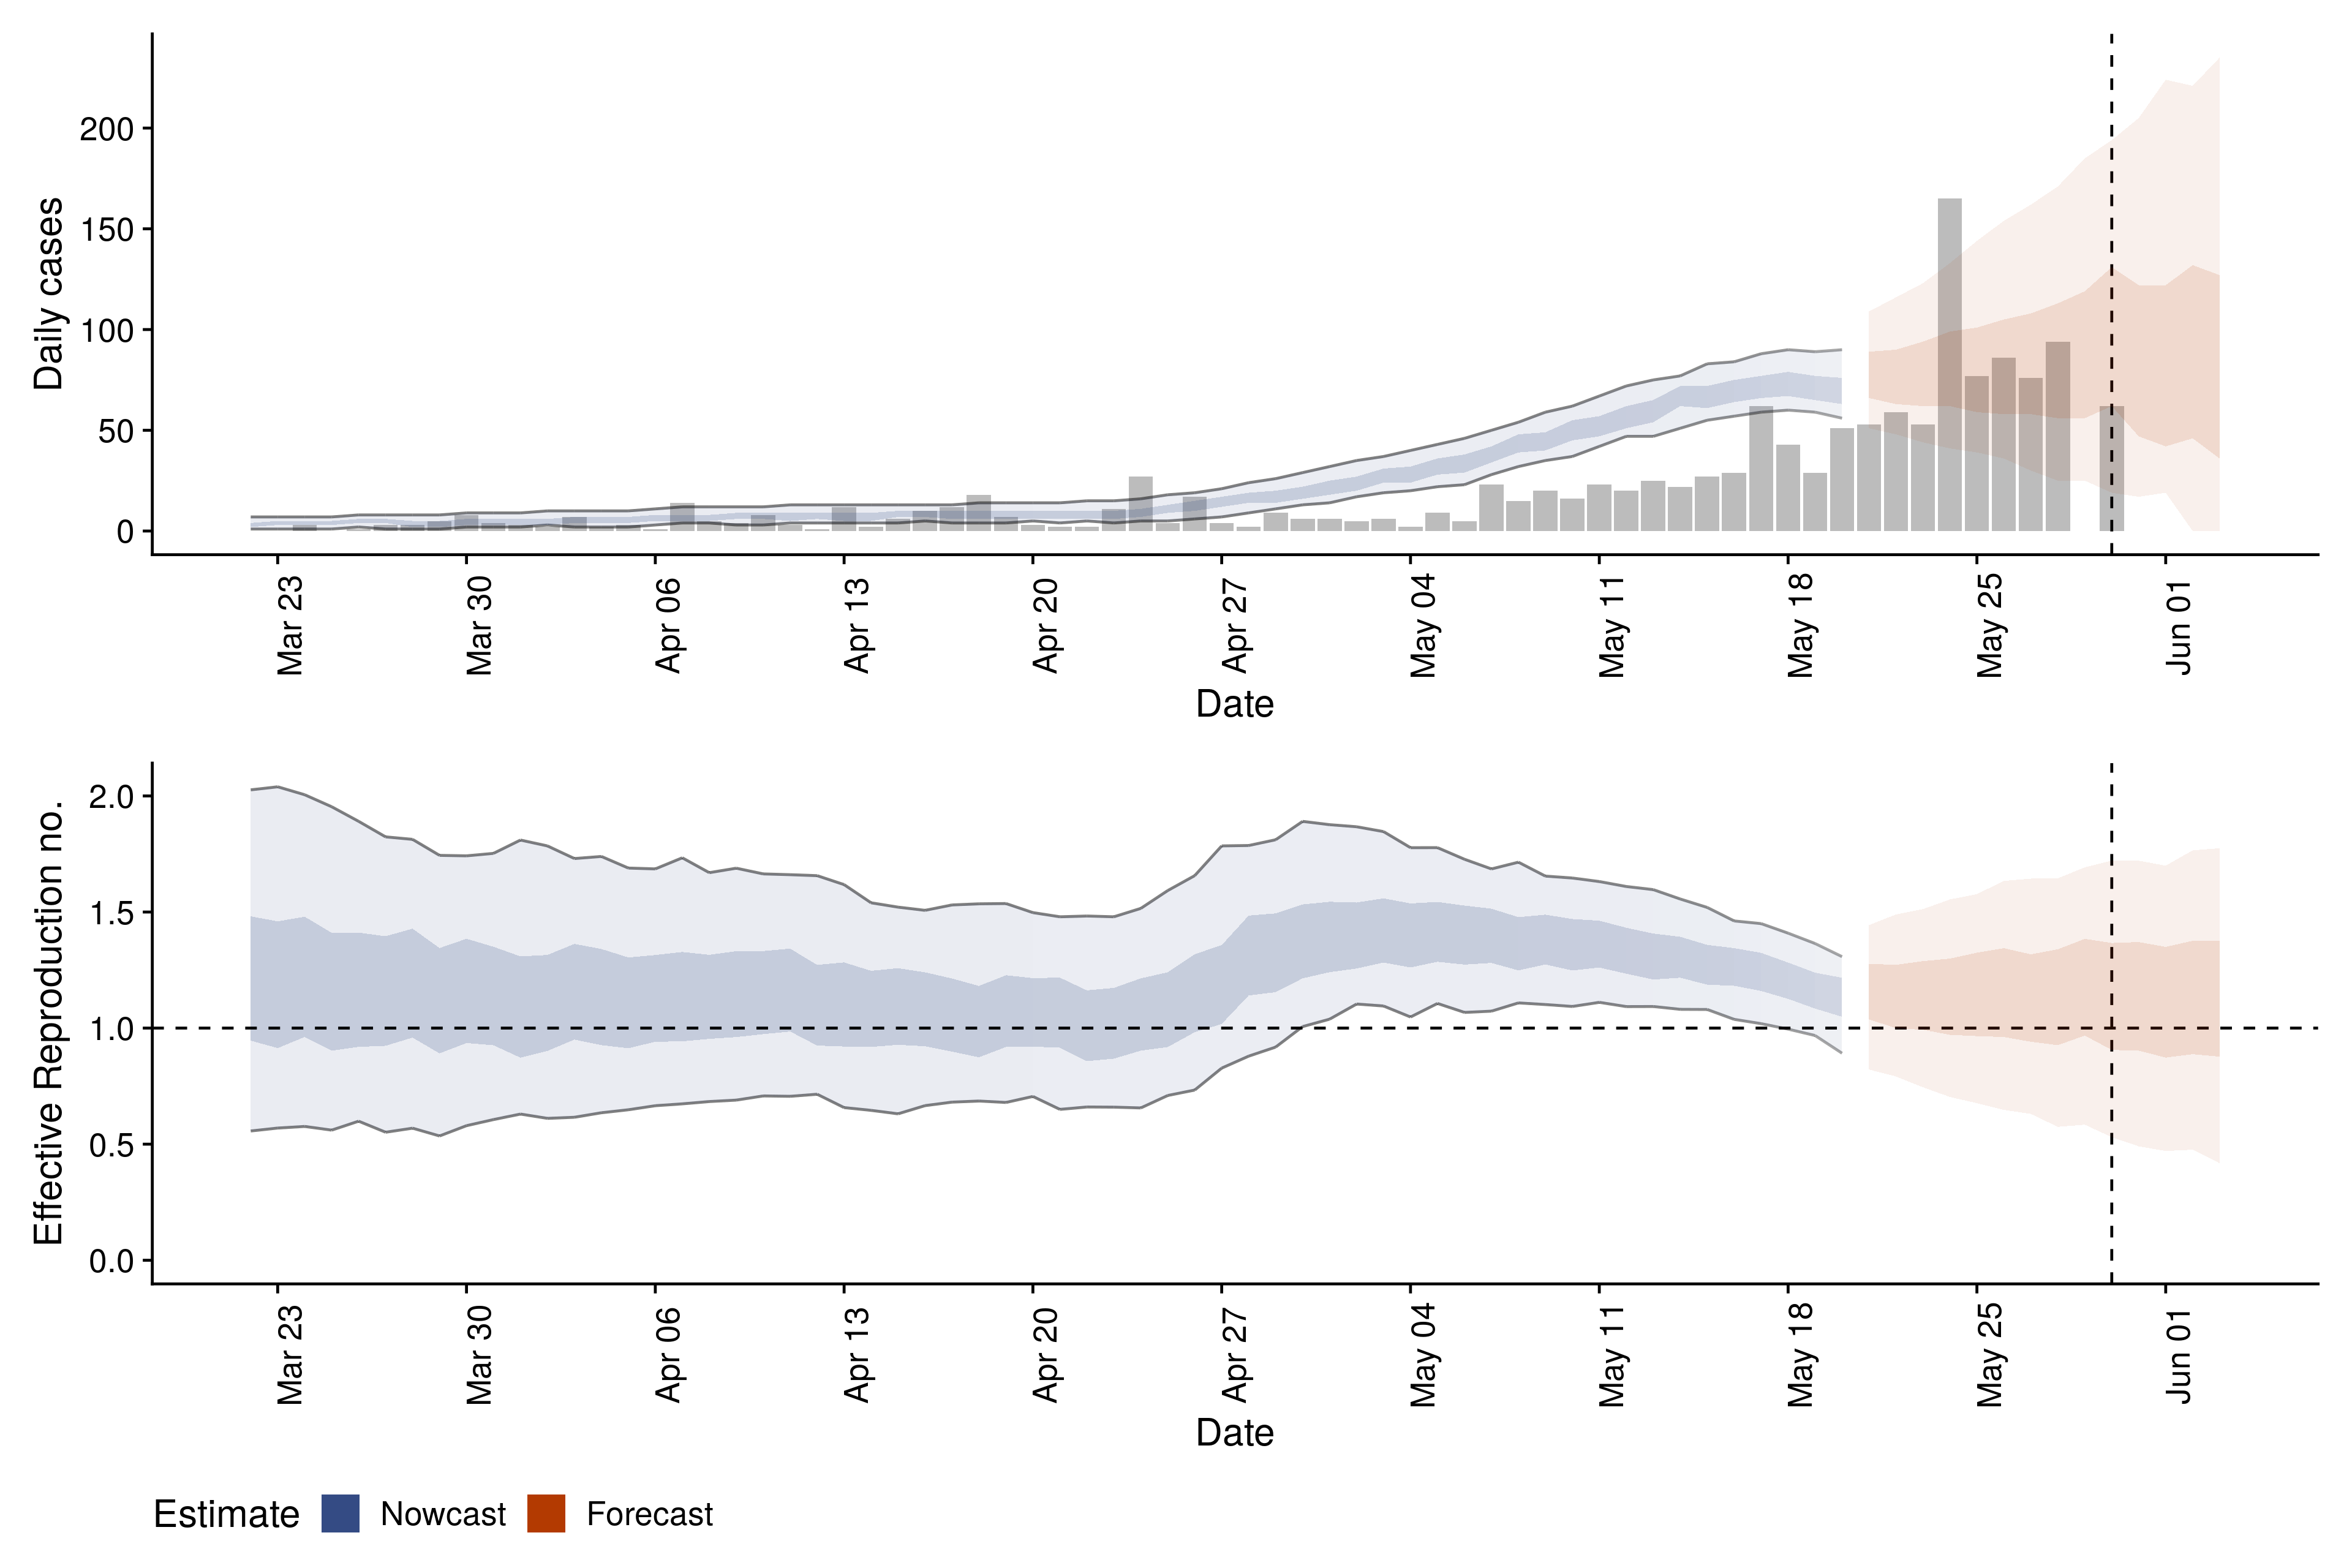 Daily cases
200
150
100
50
0
Mar 23
Mar 30
Apr 06
Apr 13
Apr 20
Apr 27
May 04
May 11
May 18
May 25
Jun 01
Date
Effective Reproduction no.
2.0
1.5
1.0
0.5
0.0
Mar 23
Mar 30
Apr 06
Apr 13
Apr 20
Apr 27
May 04
May 11
May 18
May 25
Jun 01
Date
Estimate Nowcast Forecast